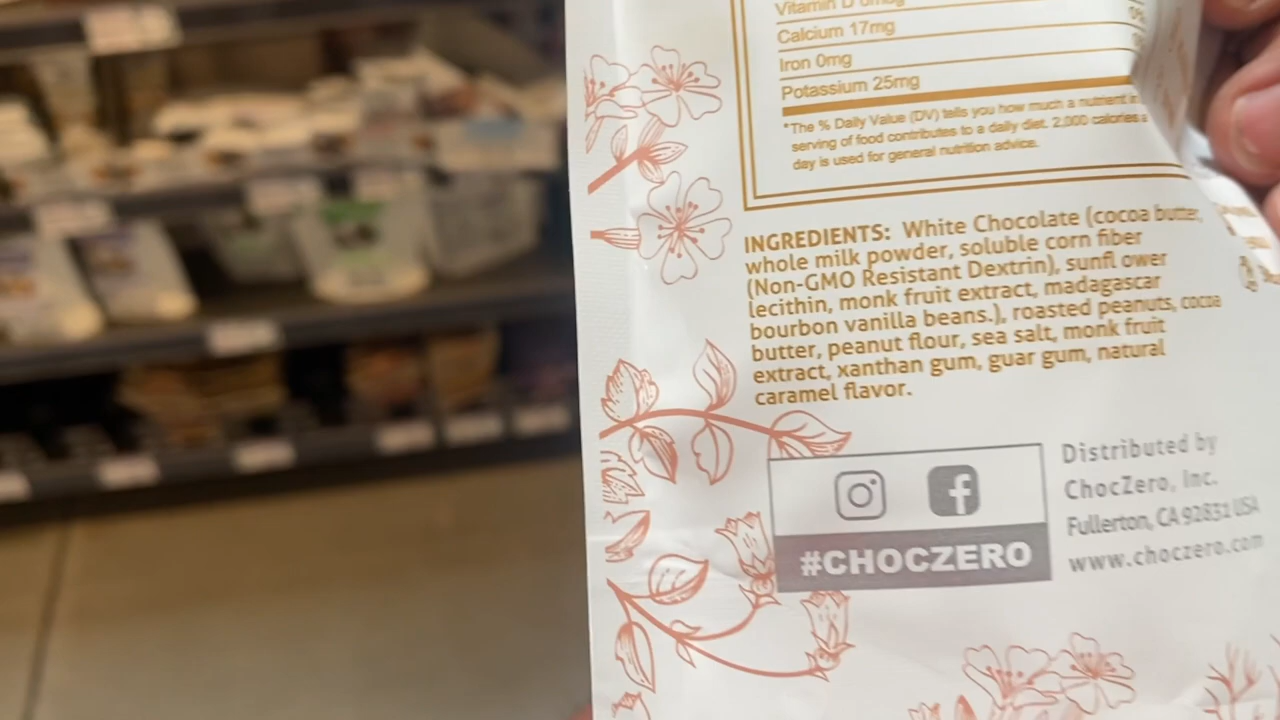 Vitamin D 0mcg
Calcium 17mg
Iron 0mg
Potassium 25mg
*The % Daily Value (DV) tells you how much a nutrient in
serving of food contributes to a daily diet. 2,000 calories a
day is used for general nutrition advice.
INGREDIENTS: White Chocolate (cocoa butter,
whole milk powder, soluble corn fiber
(Non-GMO Resistant Dextrin), sunfl ower
lecithin, monk fruit extract, madagascar
bourbon vanilla beans.), roasted peanuts, cocoa
butter, peanut flour, sea salt, monk fruit
extract, xanthan gum, guar gum, natural
caramel flavor.
#CHOCZERO
Distributed by
ChocZero, Inc.
Fullerton, CA 92831 USA
www.choczero.com